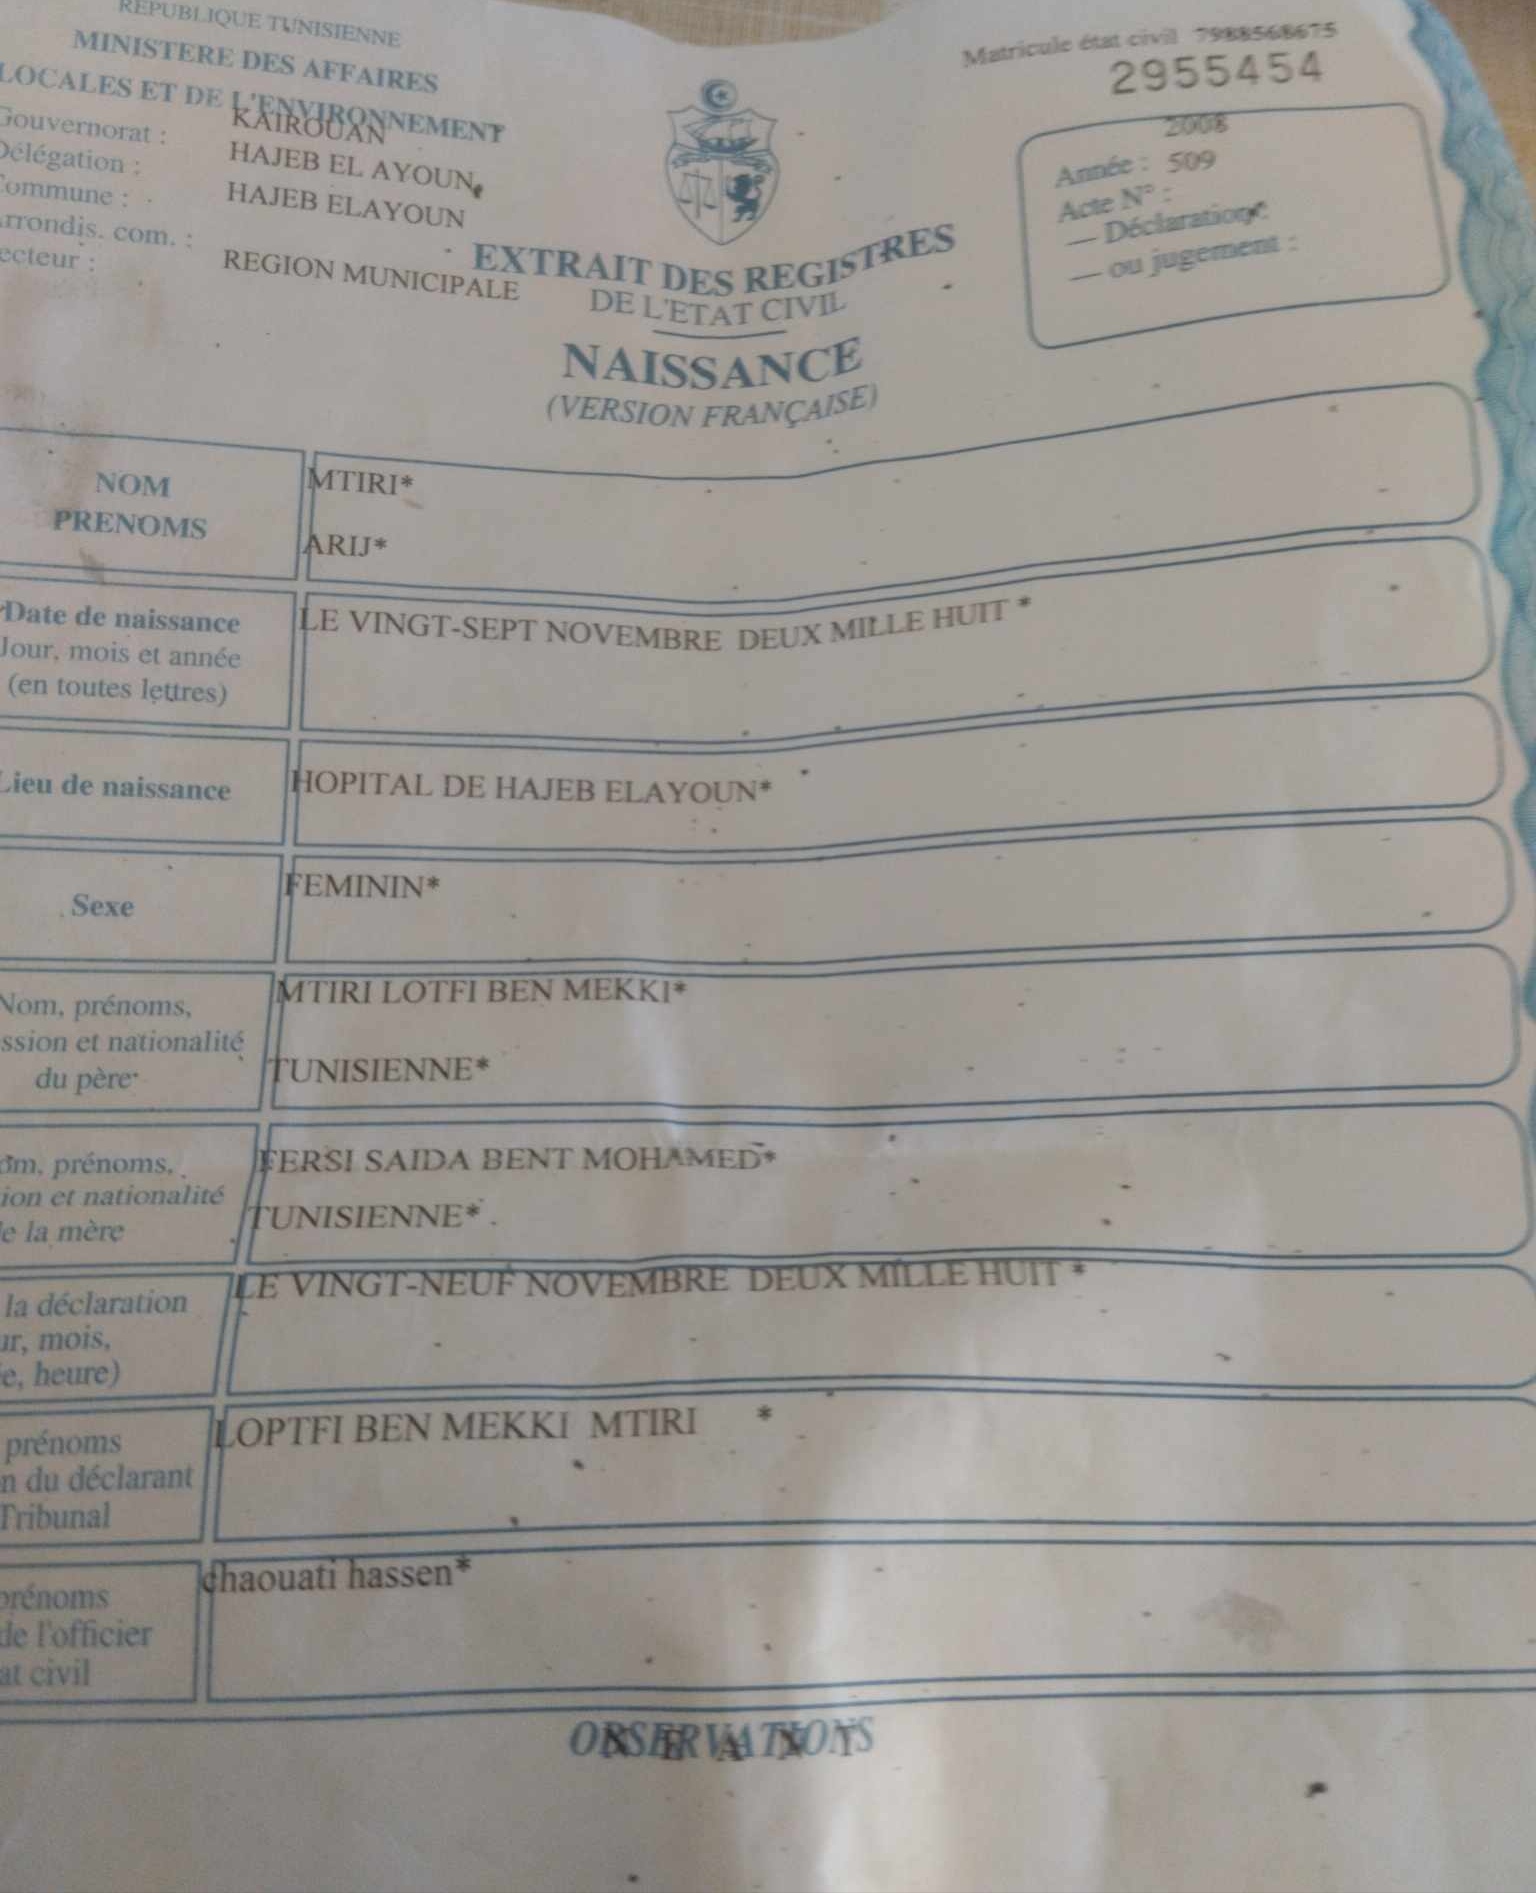 REPUBLIQUE TUNISIENNE
MINISTERE DES AFFAIRES
LOCALES ET DE L'ENVIRONNEMENT
Gouvernorat : KAIROUAN
Délégation : HAJEB EL AYOUN
Commune : HAJEB ELAYOUN
Arrondis. com. :
ecteur : REGION MUNICIPALE
Matricule état civil 7988568675
2955454
2008
Année : 509
Acte N° :
— Déclaration
— ou jugement :
EXTRAIT DES REGISTRES
DE L'ETAT CIVIL
NAISSANCE
(VERSION FRANÇAISE)
NOM MTIRI*
PRENOMS ARIJ*
Date de naissance LE VINGT-SEPT NOVEMBRE DEUX MILLE HUIT *
Jour, mois et année
(en toutes lettres)
Lieu de naissance HOPITAL DE HAJEB ELAYOUN*
Sexe FEMININ*
Nom, prénoms, MTIRI LOTFI BEN MEKKI*
ssion et nationalité
du père TUNISIENNE*
om, prénoms, FERSI SAIDA BENT MOHAMED*
ion et nationalité
e la mère TUNISIENNE*
la déclaration LE VINGT-NEUF NOVEMBRE DEUX MILLE HUIT *
ur, mois,
e, heure)
prénoms LOPTFI BEN MEKKI MTIRI *
n du déclarant
Tribunal
prénoms chaouati hassen*
de l'officier
at civil
OBSERVATIONS
N E A N T